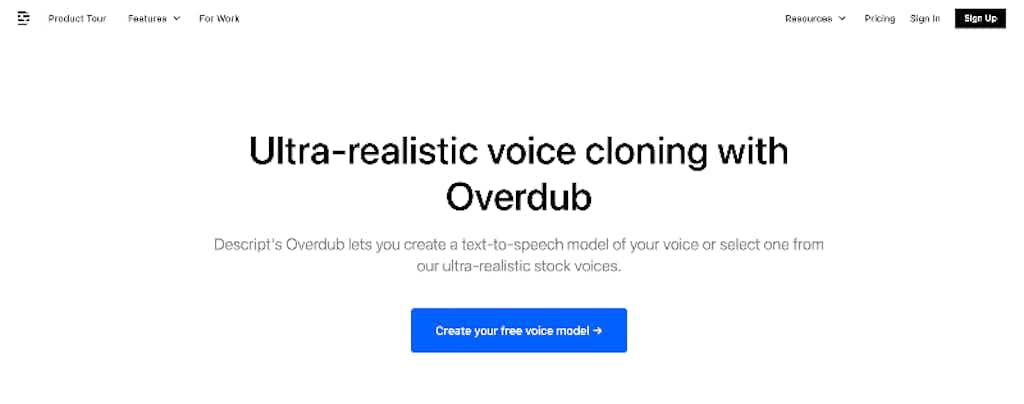 Product Tour Features For Work Resources Pricing Sign In Sign Up
Ultra-realistic voice cloning with
Overdub
Descript's Overdub lets you create a text-to-speech model of your voice or select one from
our ultra-realistic stock voices.
Create your free voice model →